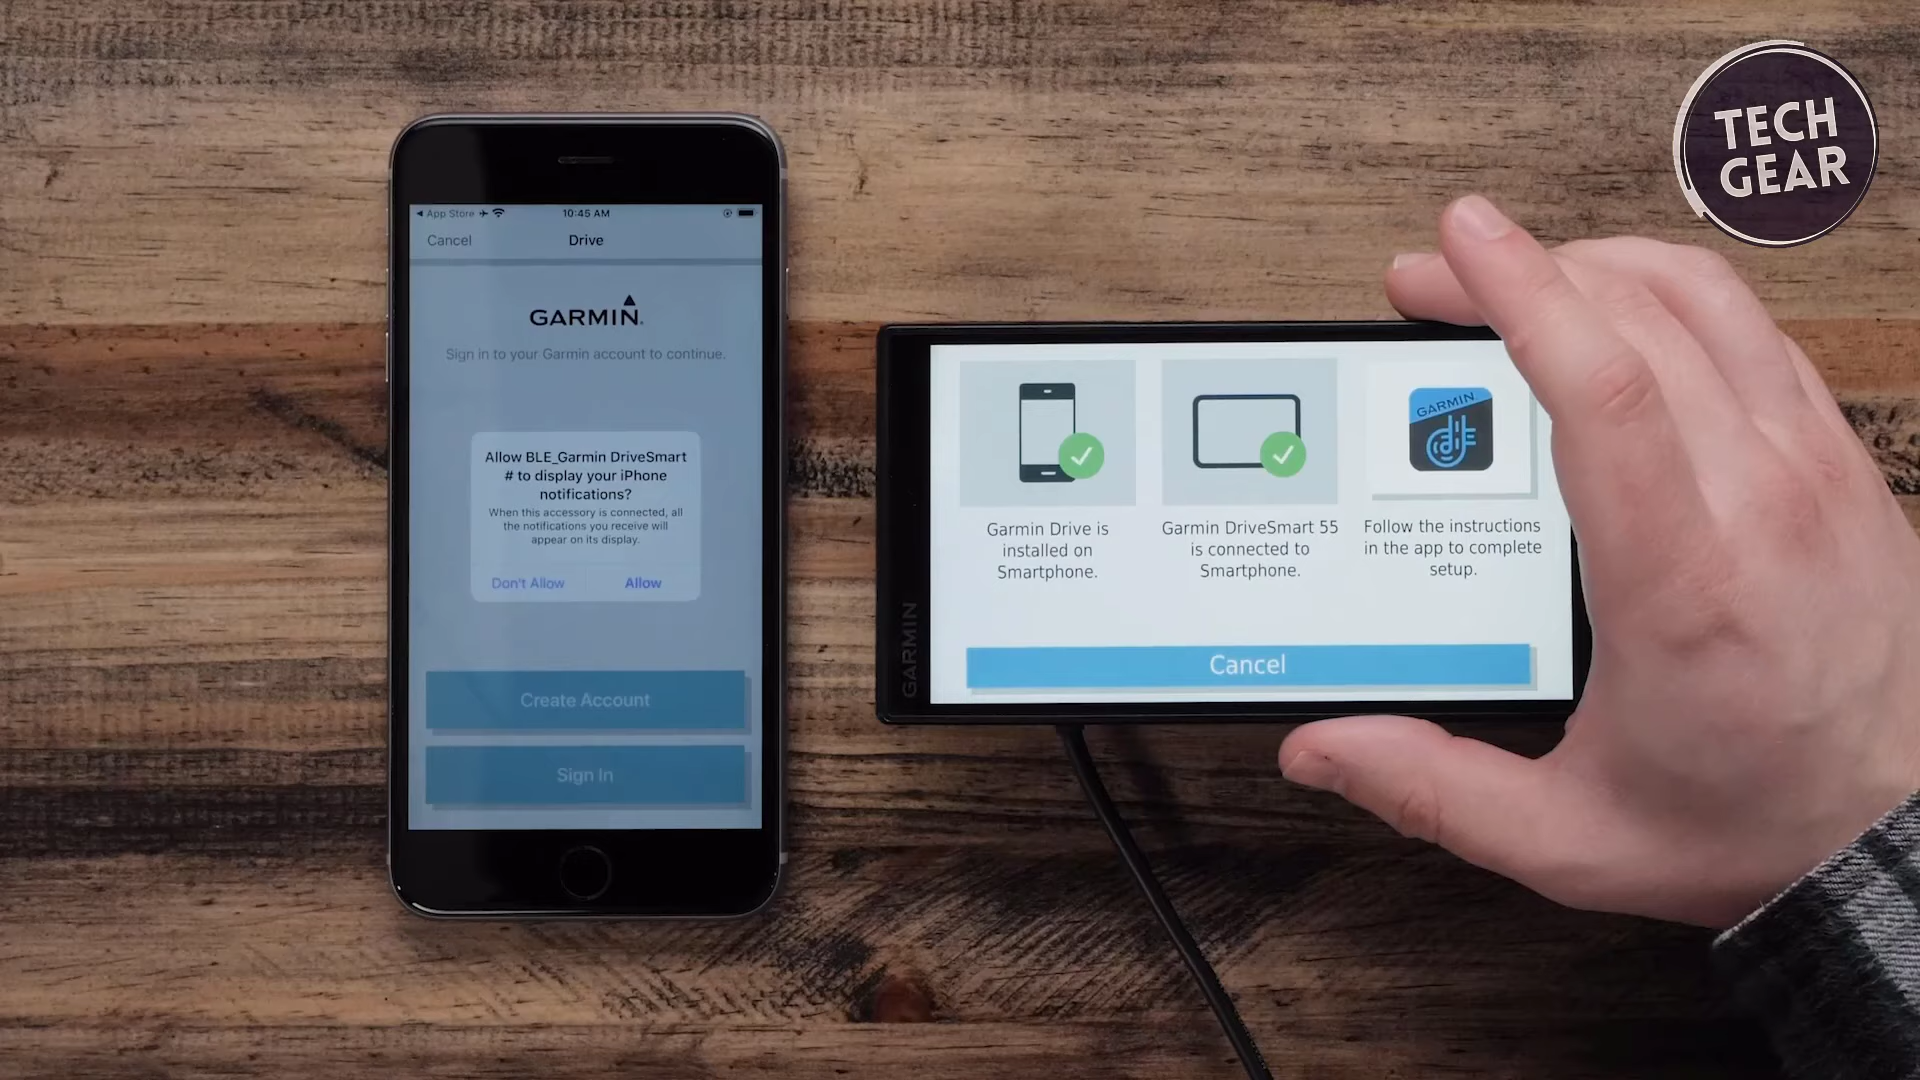 App Store
10:45 AM
Cancel
Drive
GARMIN
Sign in to your Garmin account to continue.
Allow BLE_Garmin DriveSmart
# to display your iPhone
notifications?
When this accessory is connected, all
the notifications you receive will
appear on its display.
Don't Allow
Allow
Create Account
Sign In
GARMIN
Garmin Drive is
installed on
Smartphone.
Garmin DriveSmart 55
is connected to
Smartphone.
GARMIN
Follow the instructions
in the app to complete
setup.
Cancel
TECH
GEAR